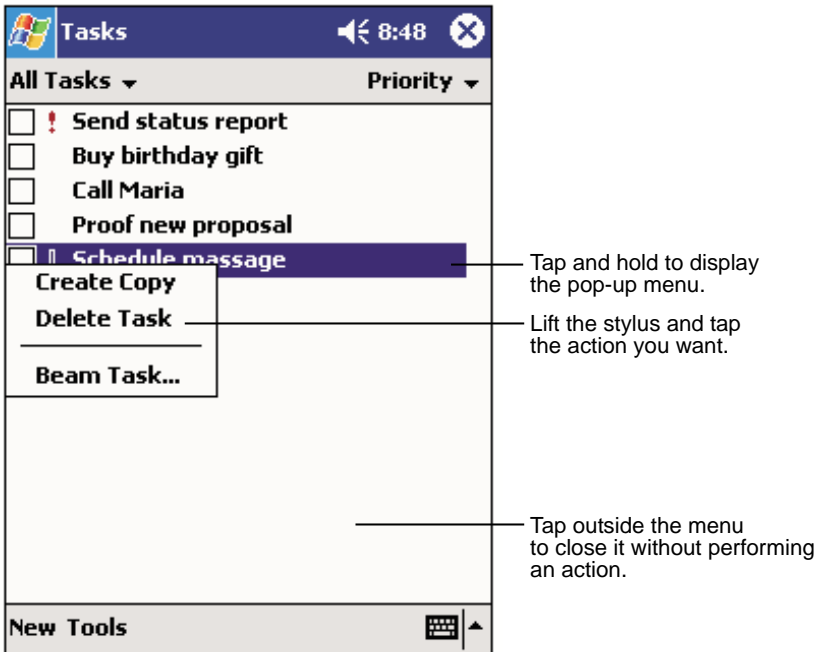 Tasks 8:48
All Tasks Priority
! Send status report
Buy birthday gift
Call Maria
Proof new proposal
Schedule massage
Tap and hold to display
the pop-up menu.
Create Copy
Delete Task
Beam Task...
Lift the stylus and tap
the action you want.
Tap outside the menu
to close it without performing
an action.
New Tools